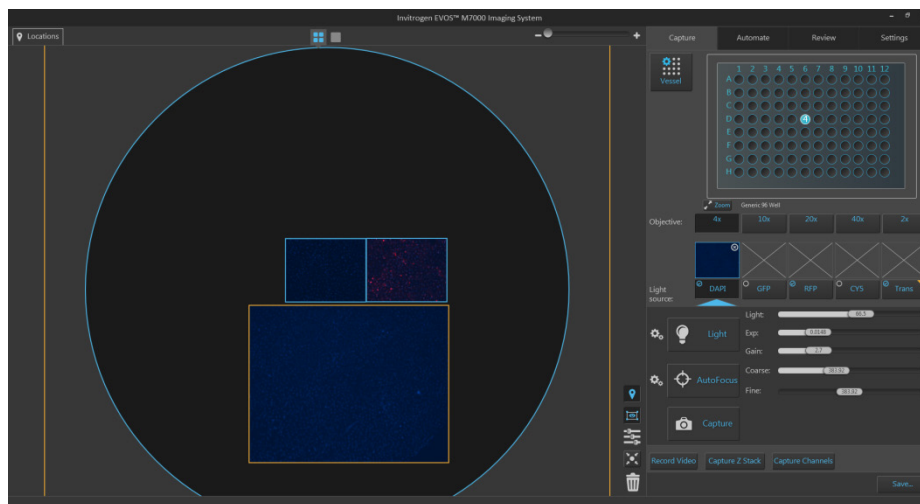 Invitrogen EVOS™ M7000 Imaging System
Locations
Capture Automate Review Settings
Vessel
1 2 3 4 5 6 7 8 9 10 11 12
A
B
C
D 4
E
F
G
H
Zoom Generic 96 Well
Objective: 4x 10x 20x 40x 2x
Light source: DAPI GFP RFP CY5 Trans
Light
Light:
Exp:
Gain:
AutoFocus
Coarse:
Fine:
Capture
Record Video Capture Z Stack Capture Channels
Save...